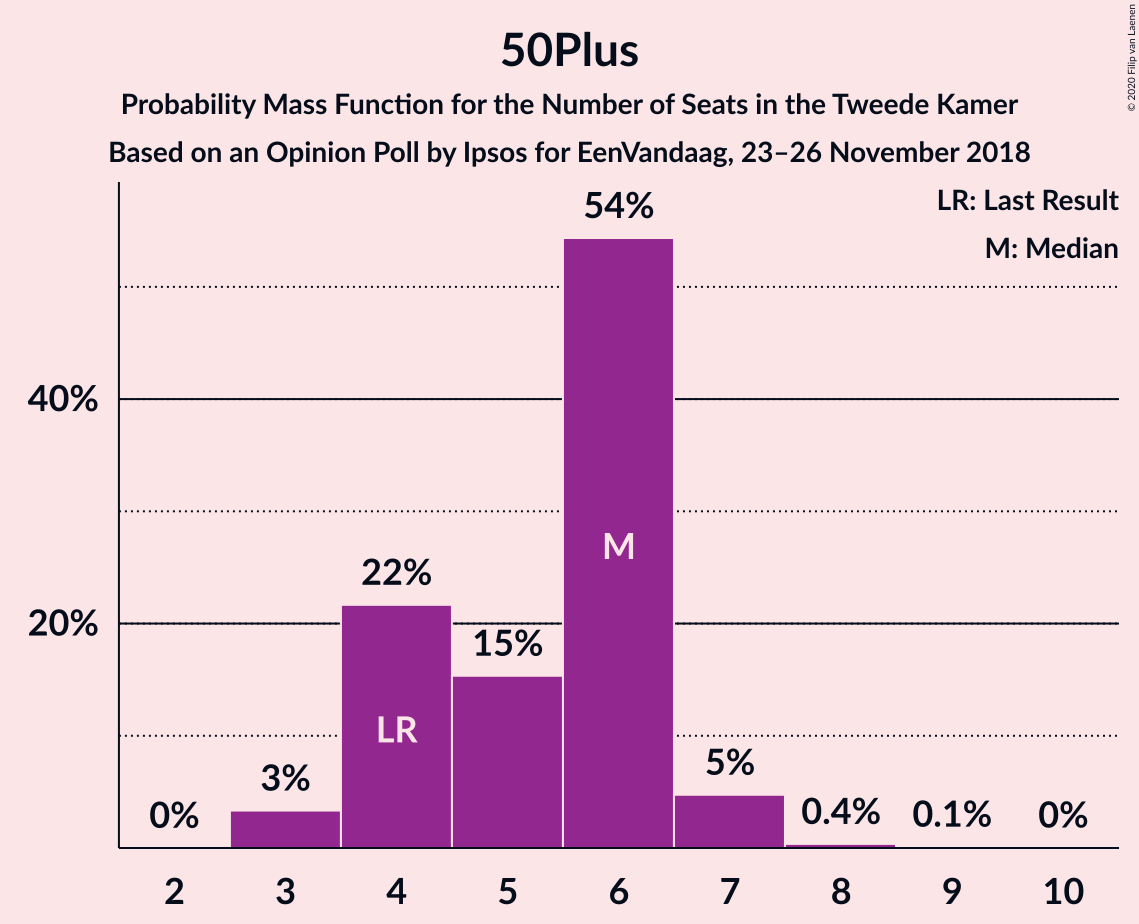 50Plus
Probability Mass Function for the Number of Seats in the Tweede Kamer
Based on an Opinion Poll by Ipsos for EenVandaag, 23–26 November 2018
© 2020 Filip van Laenen
LR: Last Result
M: Median
54%
40%
M
22%
20%
15%
LR
3%
5%
0%
0.4%
0.1%
0%
2 3 4 5 6 7 8 9 10